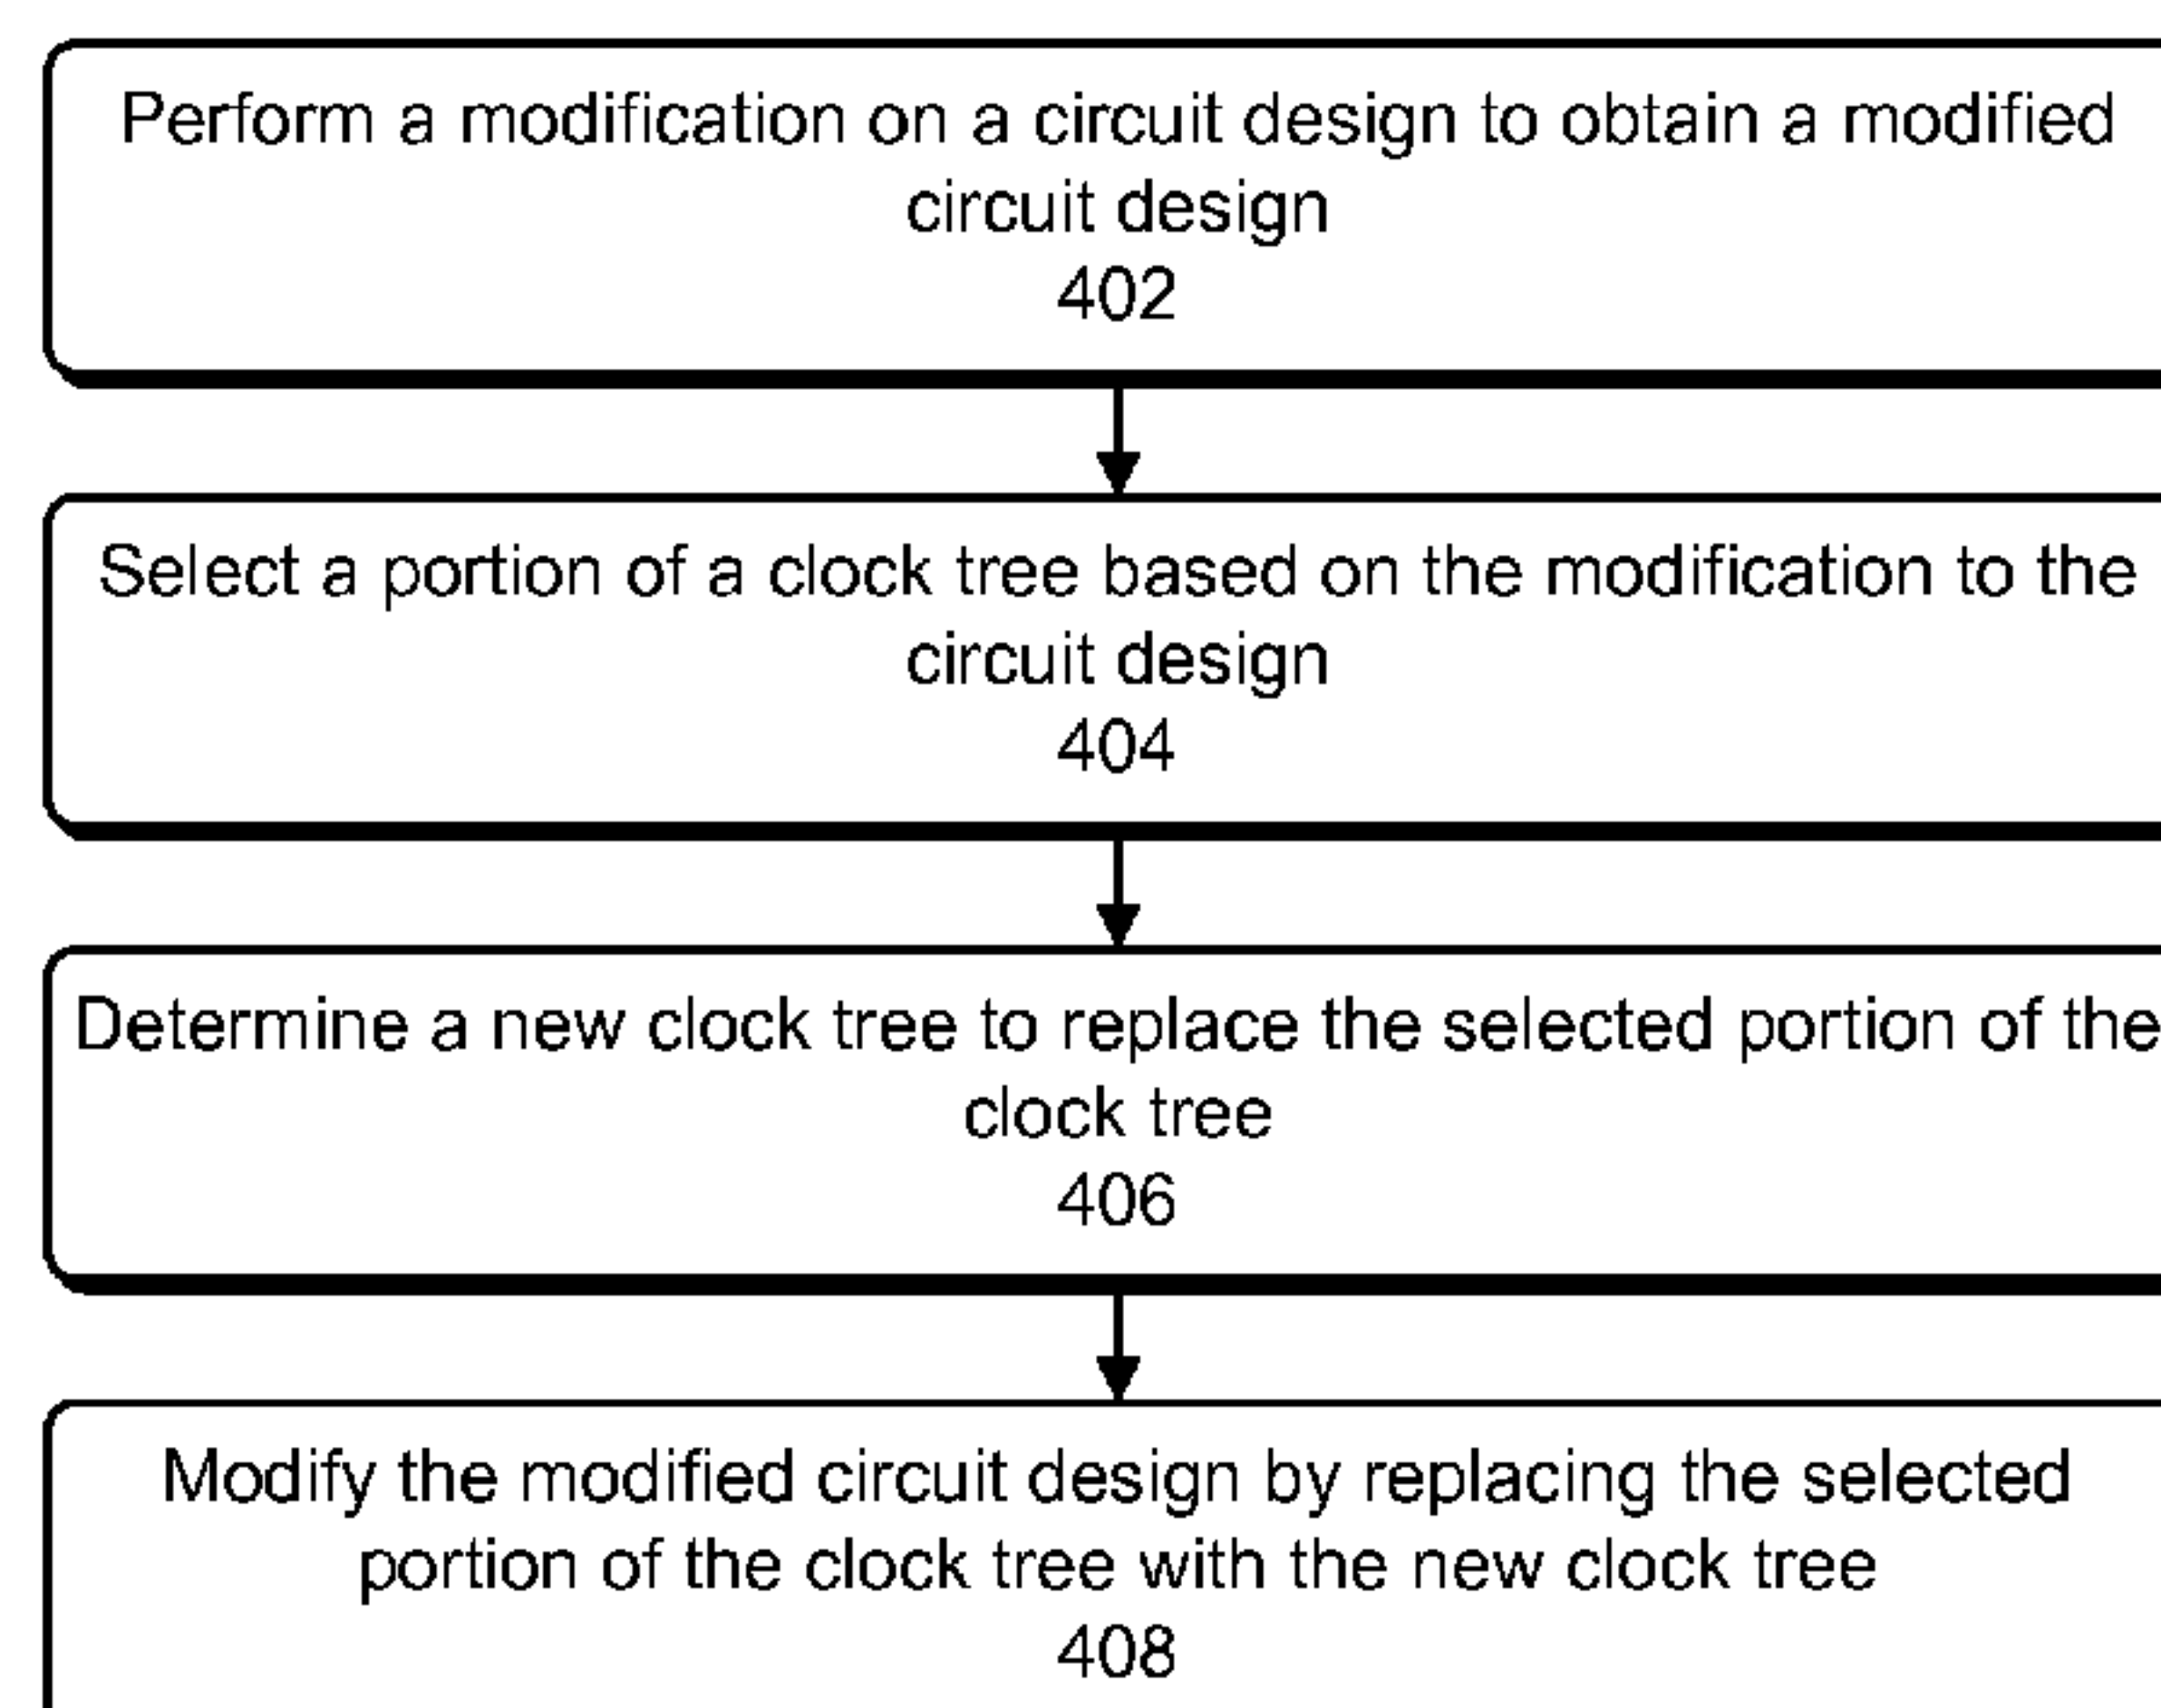 Perform a modification on a circuit design to obtain a modified
circuit design
402
Select a portion of a clock tree based on the modification to the
circuit design
404
Determine a new clock tree to replace the selected portion of the
clock tree
406
Modify the modified circuit design by replacing the selected
portion of the clock tree with the new clock tree
408